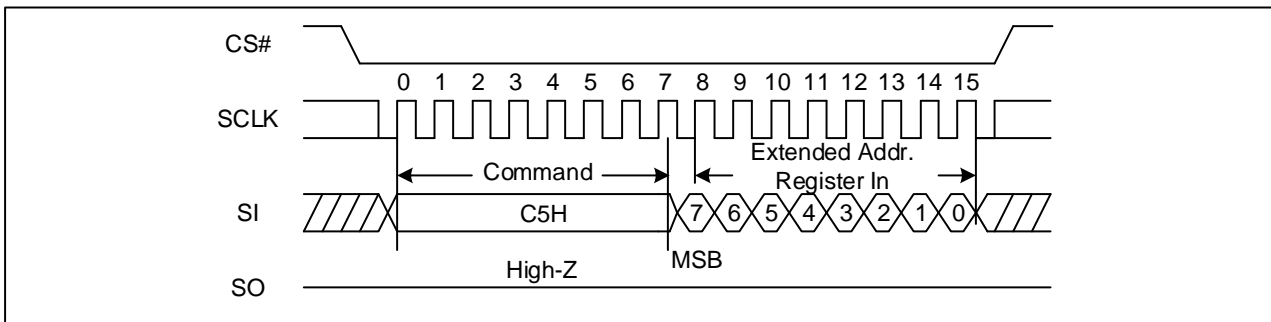 CS#
0 1 2 3 4 5 6 7 8 9 10 11 12 13 14 15
SCLK
Command
Extended Addr.
Register In
SI
C5H
7 6 5 4 3 2 1 0
MSB
High-Z
SO